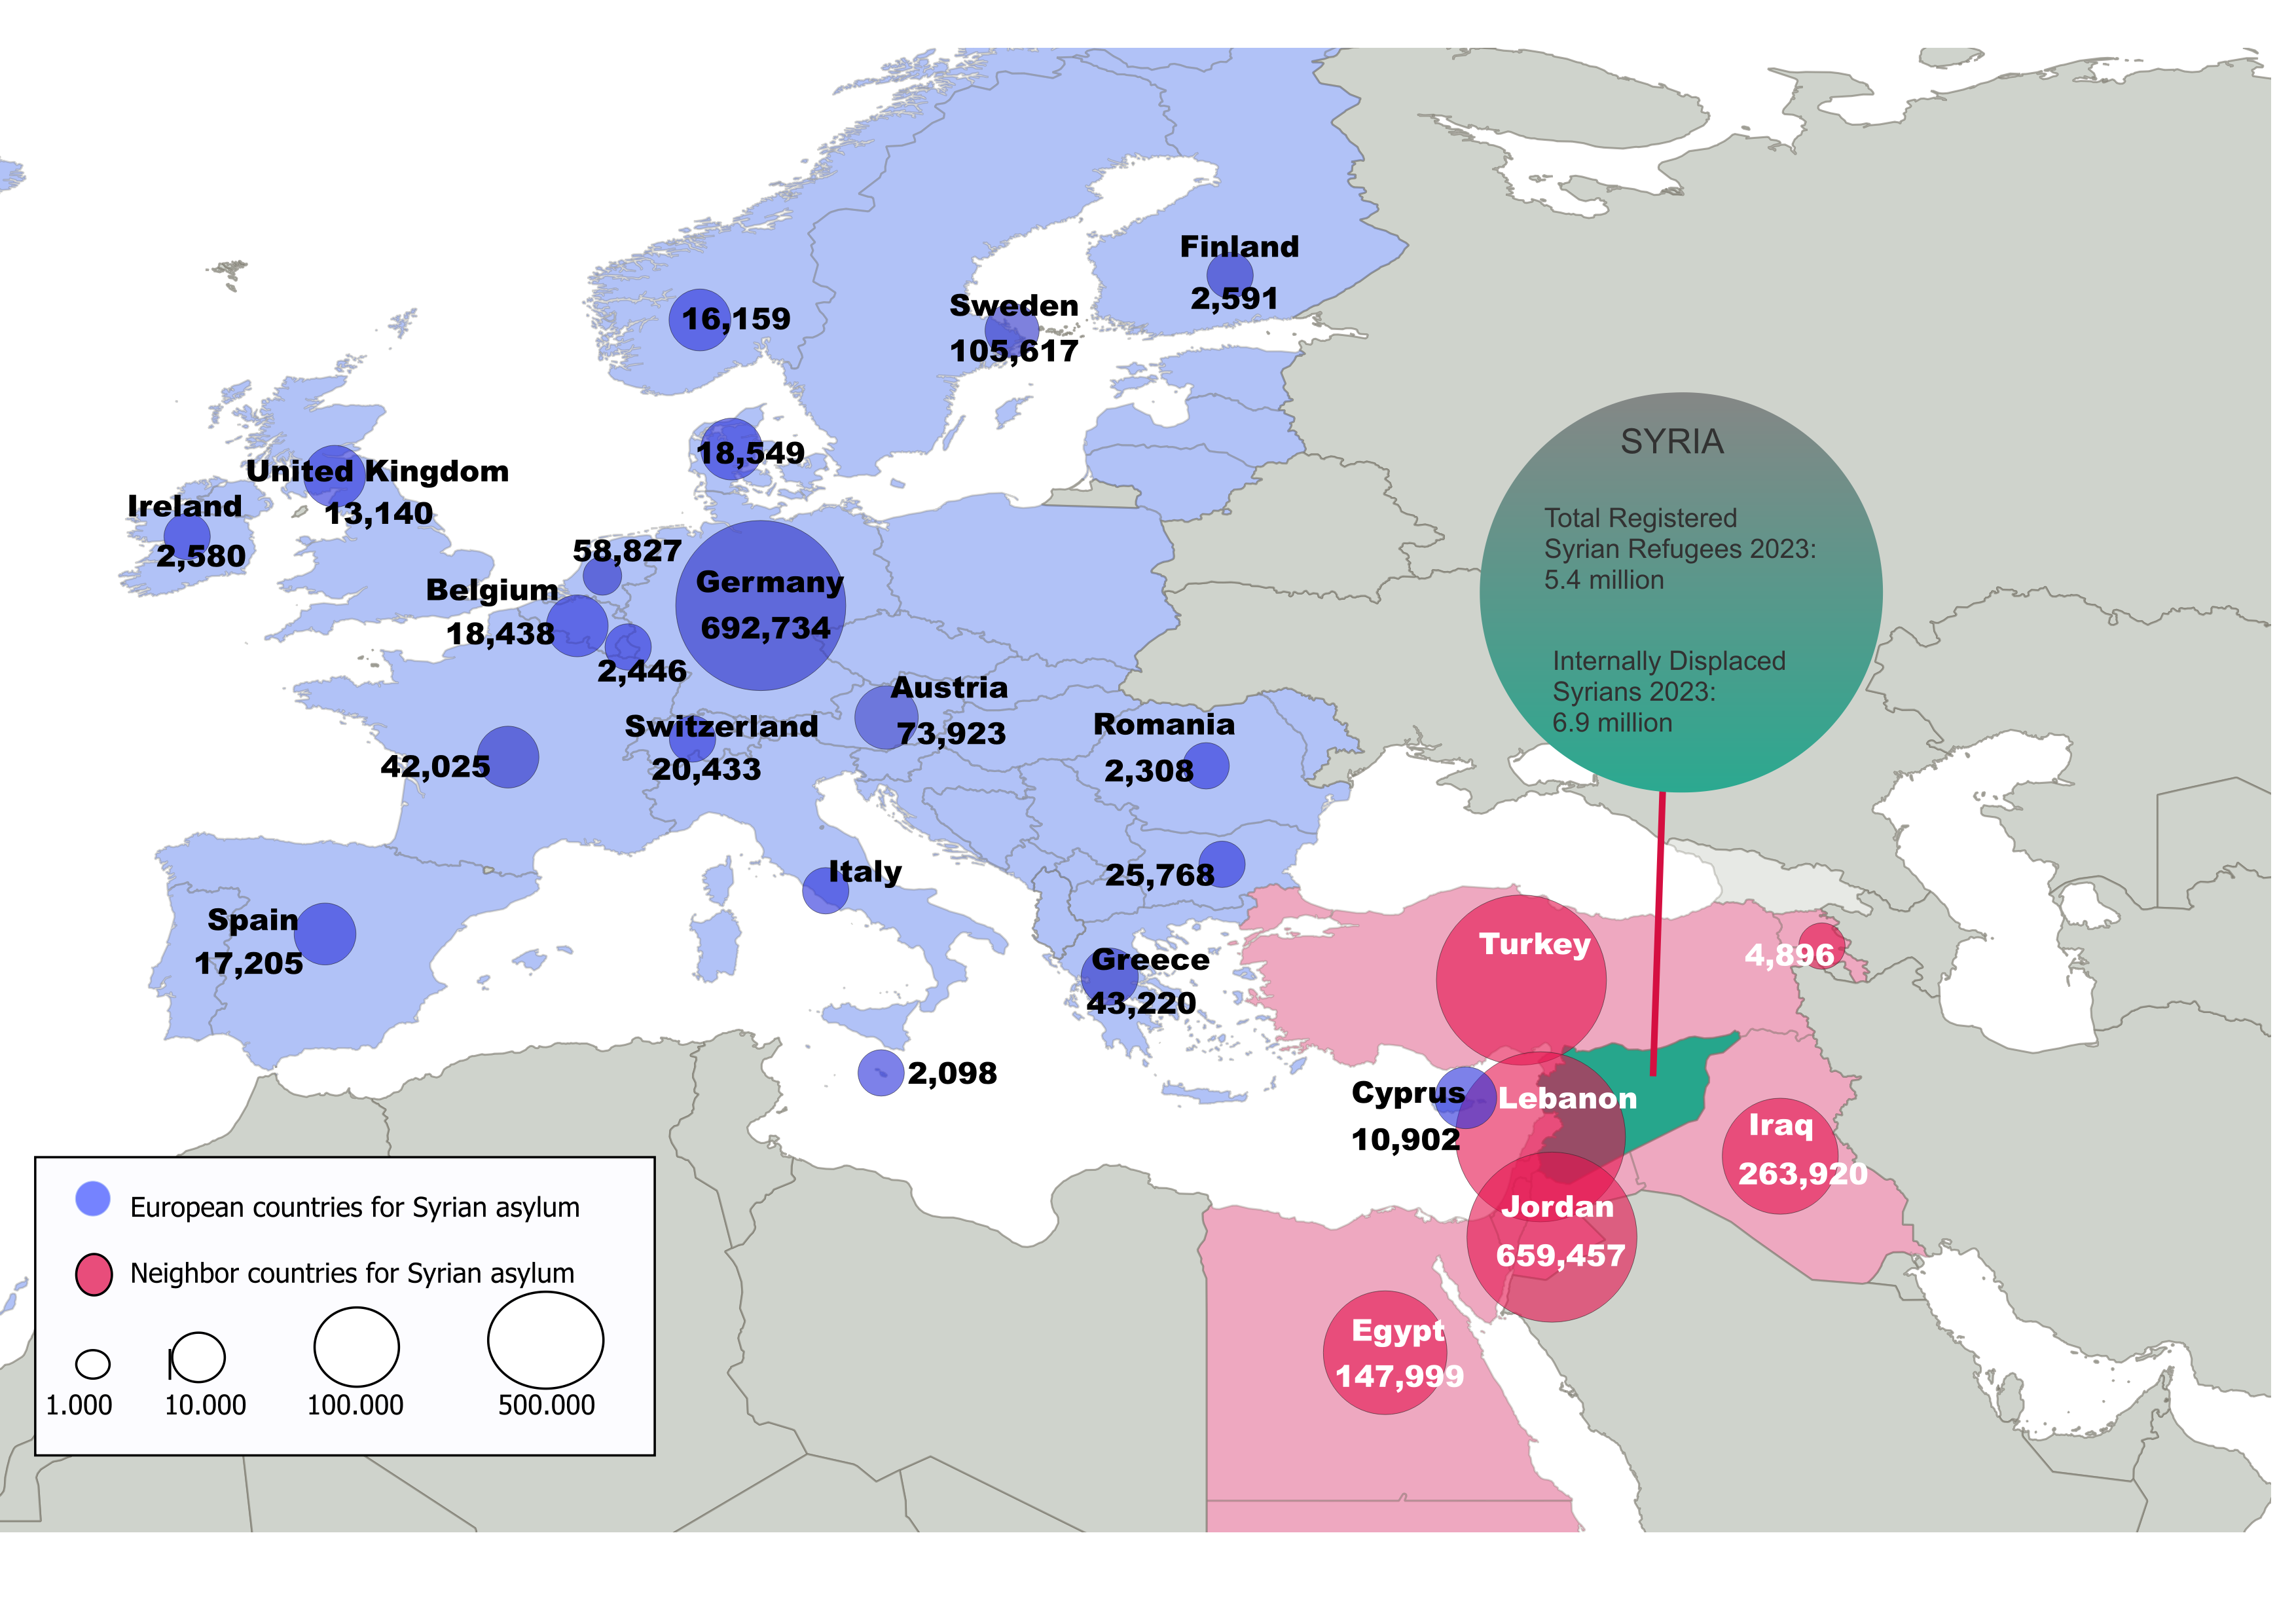 Finland
2,591
Sweden
105,617
16,159
18,549
United Kingdom
13,140
Ireland
2,580
58,827
Belgium
18,438
2,446
Germany
692,734
Austria
73,923
Switzerland
20,433
42,025
Romania
2,308
25,768
Italy
Spain
17,205
Greece
43,220
2,098
SYRIA
Total Registered
Syrian Refugees 2023:
5.4 million
Internally Displaced
Syrians 2023:
6.9 million
Turkey
4,896
Cyprus
10,902
Lebanon
Iraq
263,920
Jordan
659,457
Egypt
147,999
European countries for Syrian asylum
Neighbor countries for Syrian asylum
1.000 10.000 100.000 500.000